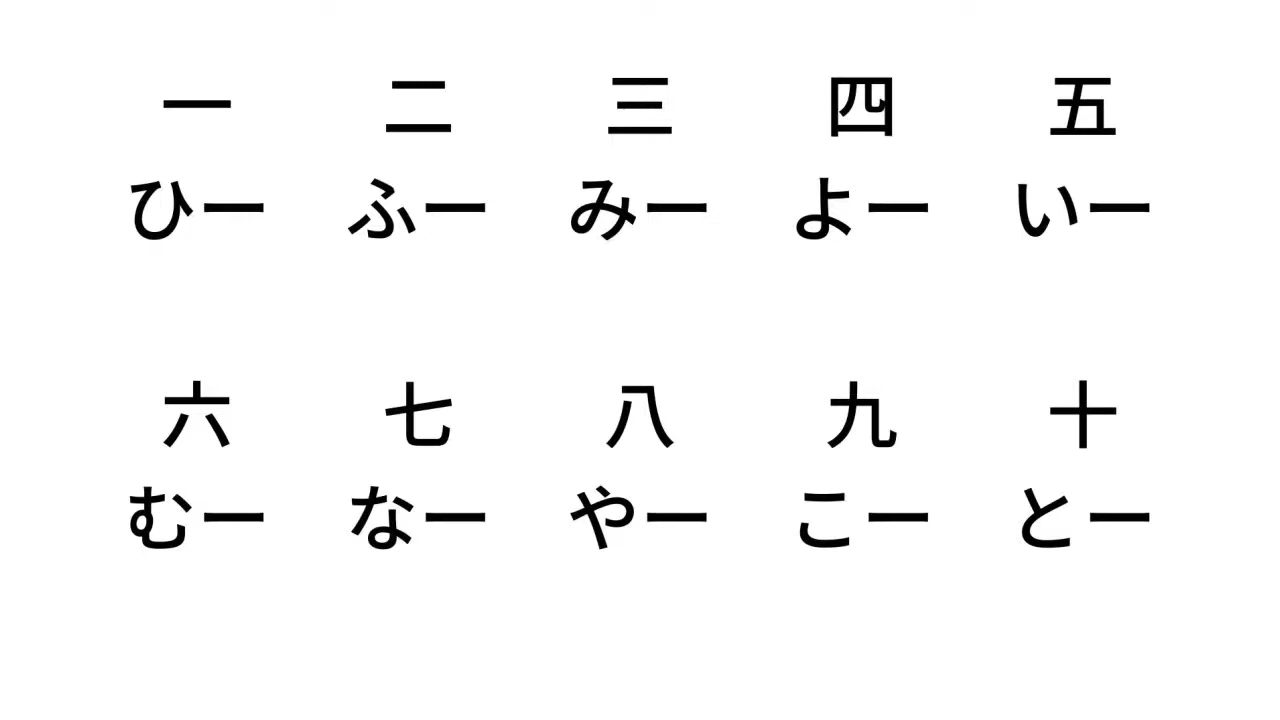 一 二 三 四 五
ひー ふー みー よー いー
六 七 八 九 十
むー なー やー こー とー